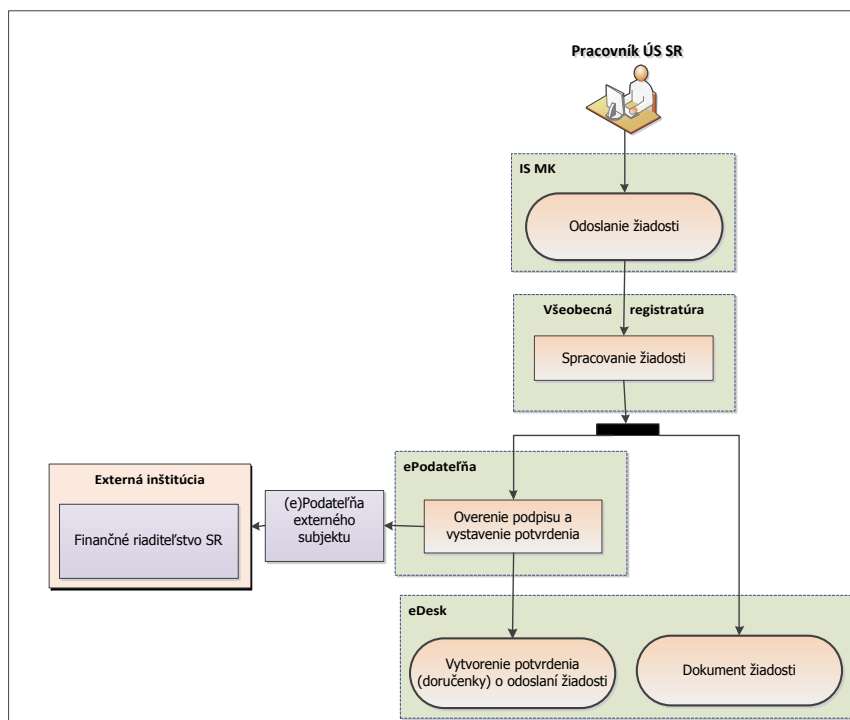 Pracovník ÚS SR
IS MK
Odoslanie žiadosti
Všeobecná registratúra
Spracovanie žiadosti
ePodateľňa
Overenie podpisu a
vystavenie potvrdenia
(e)Podateľňa
externého
subjektu
Externá inštitúcia
Finančné riaditeľstvo SR
eDesk
Vytvorenie potvrdenia
(doručenky) o odoslaní žiadosti
Dokument žiadosti